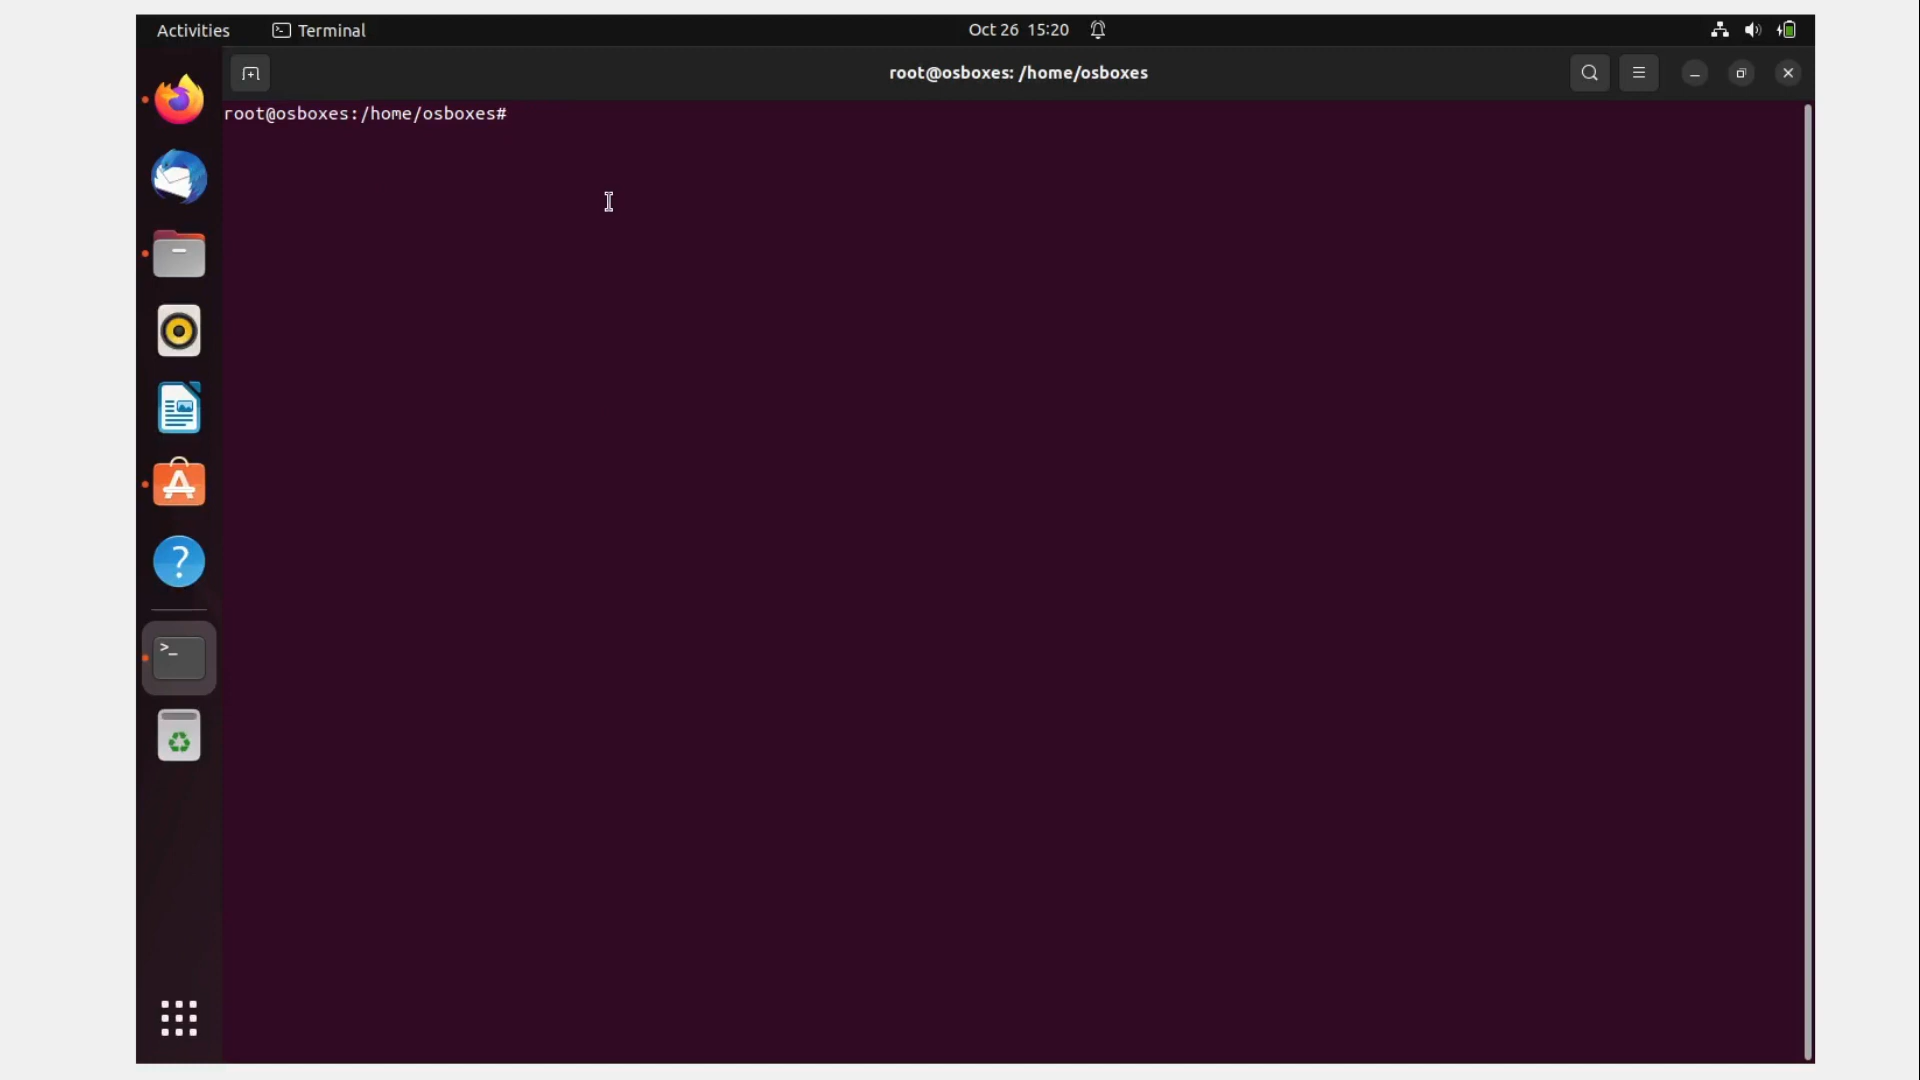 Activities Terminal Oct 26 15:20
root@osboxes: /home/osboxes
root@osboxes:/home/osboxes#